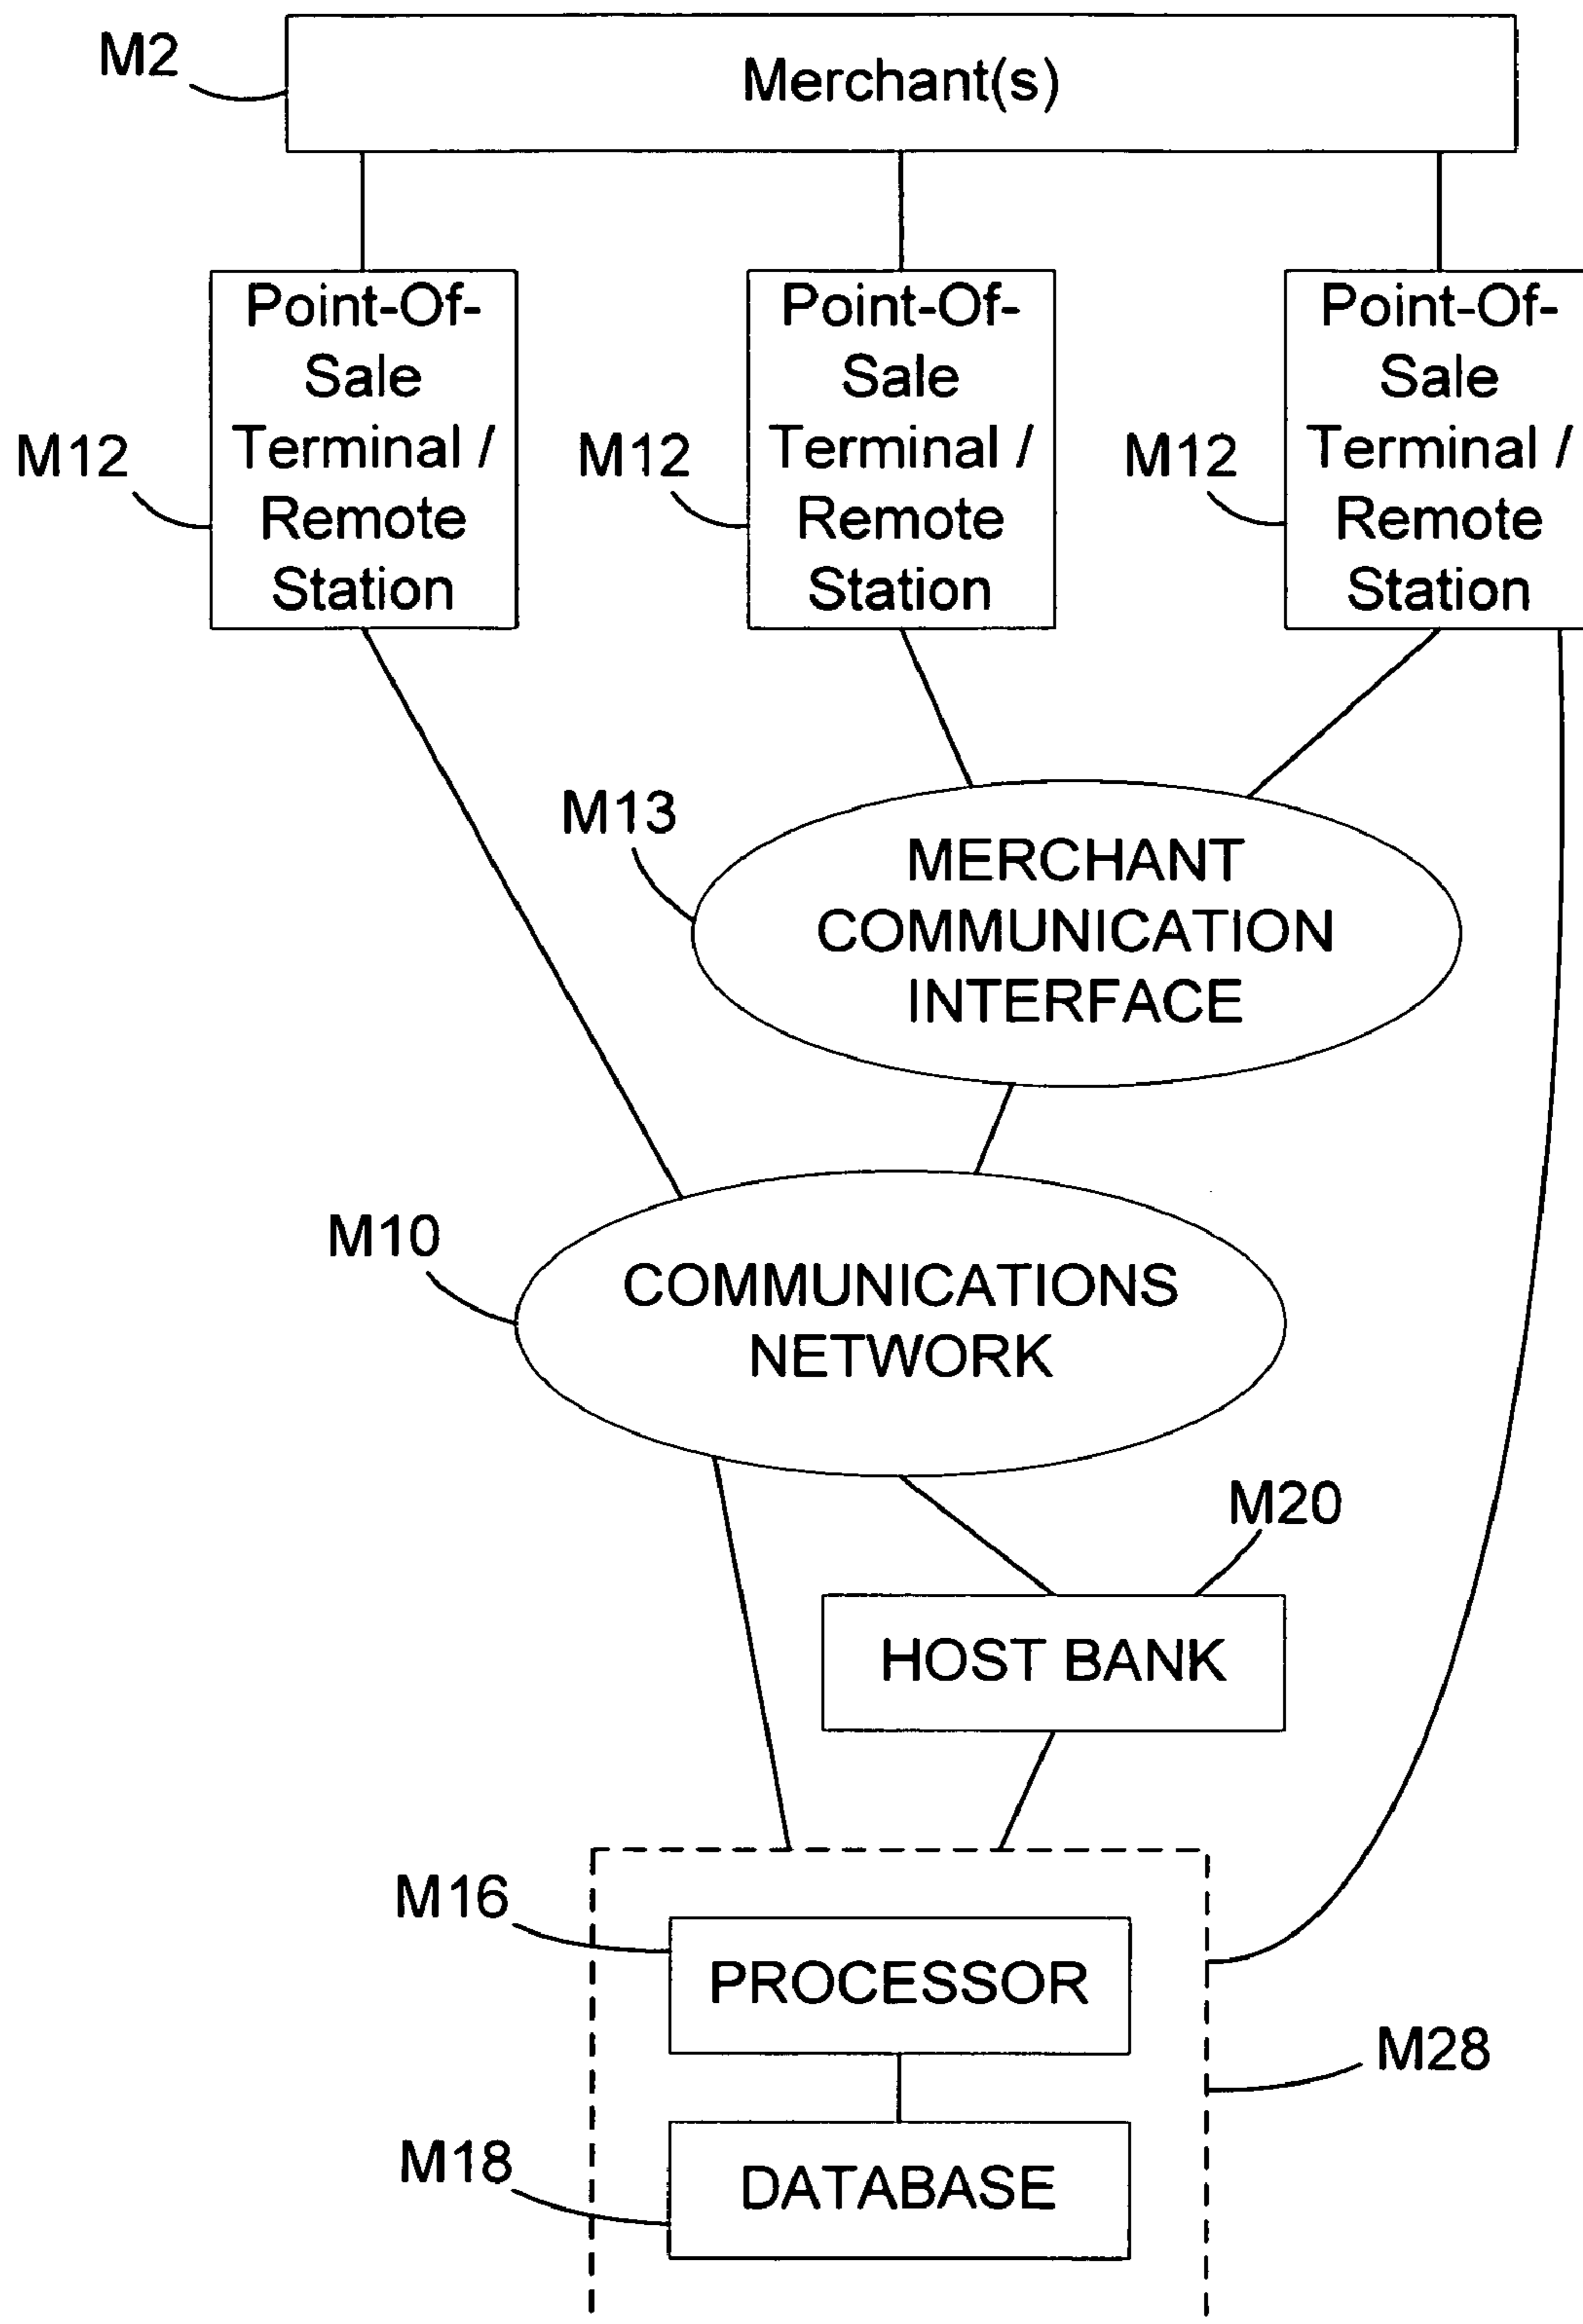 M2
Merchant(s)
Point-Of-
Sale
Terminal /
Remote
Station
M12
Point-Of-
Sale
Terminal /
Remote
Station
M12
Point-Of-
Sale
Terminal /
Remote
Station
M12
M13
MERCHANT
COMMUNICATION
INTERFACE
M10
COMMUNICATIONS
NETWORK
M20
HOST BANK
M16
PROCESSOR
M28
M18
DATABASE